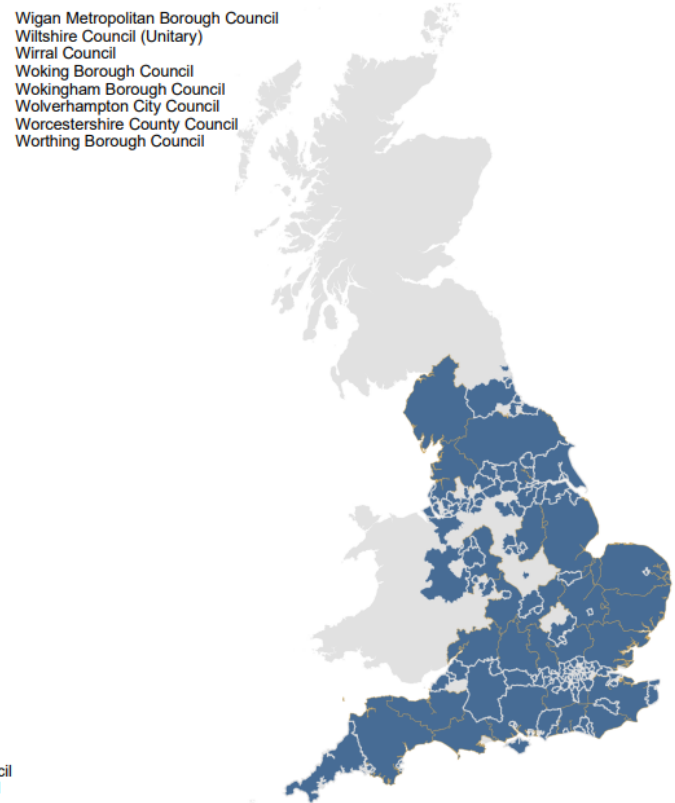 Wigan Metropolitan Borough Council
Wiltshire Council (Unitary)
Wirral Council
Woking Borough Council
Wokingham Borough Council
Wolverhampton City Council
Worcestershire County Council
Worthing Borough Council
cil